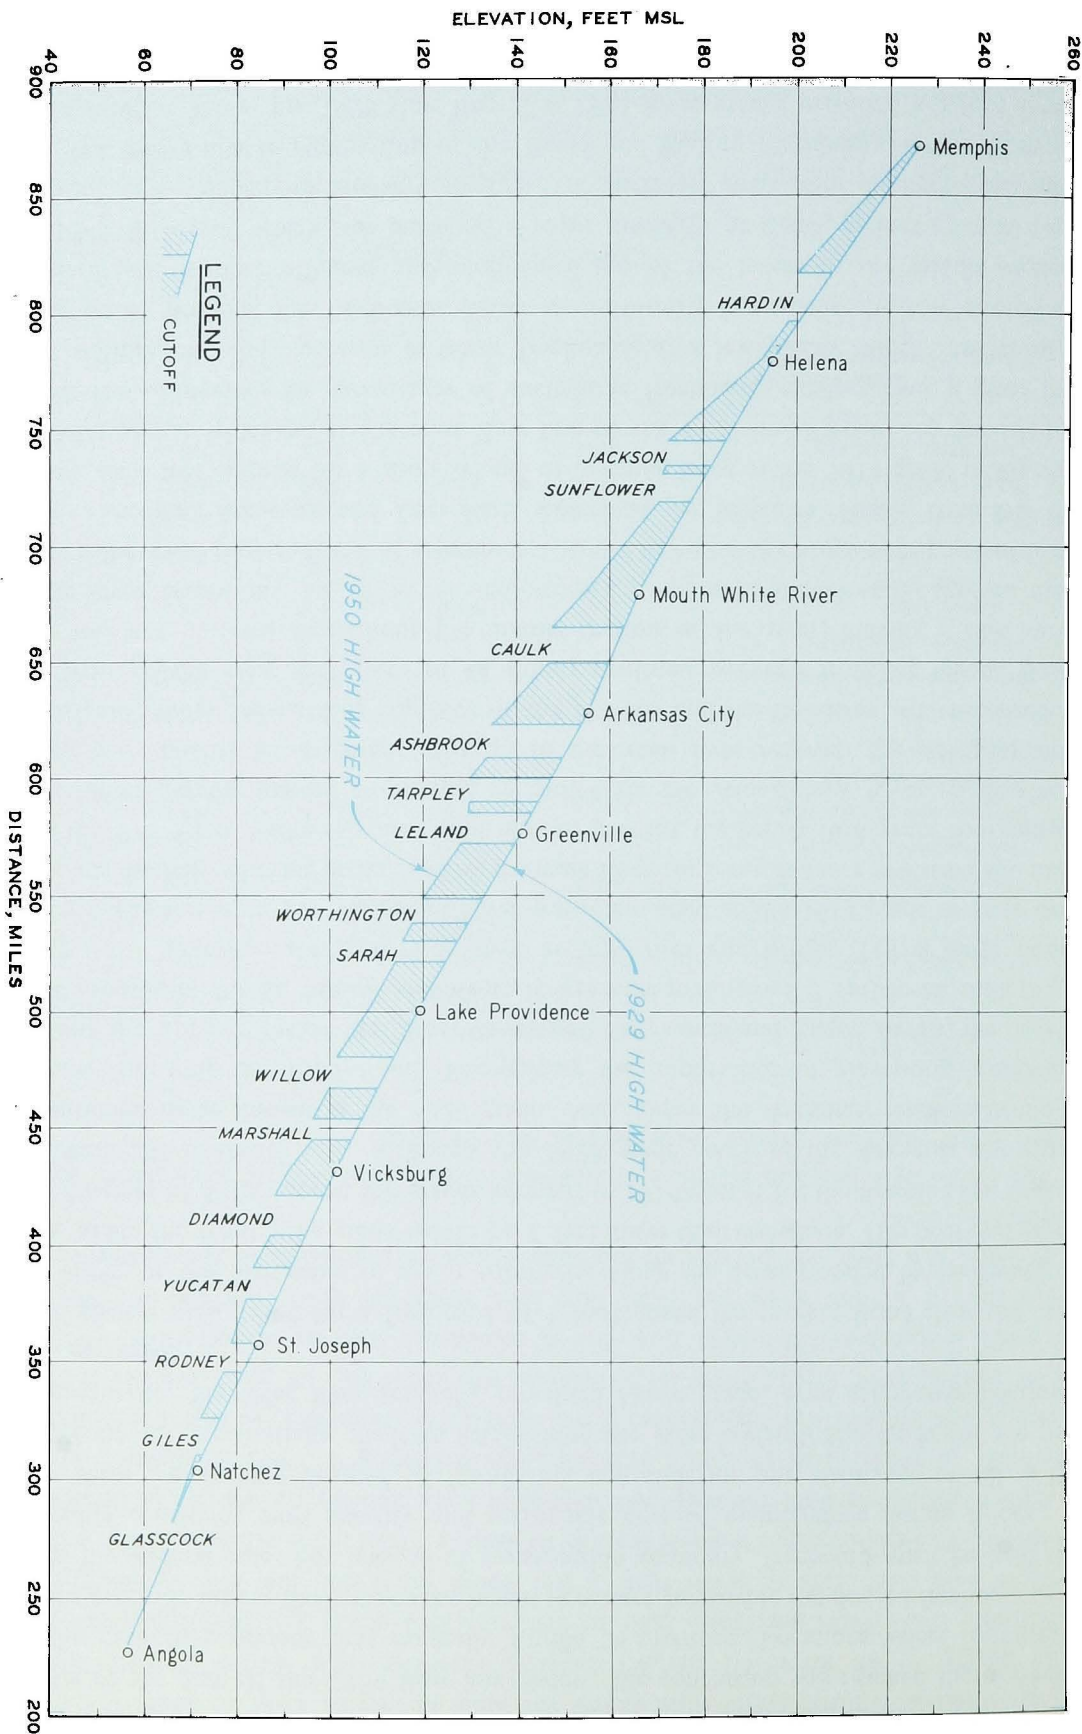 ELEVATION, FEET MSL
40
60
80
100
120
140
160
180
200
220
240
260
900
850
800
750
700
650
600
550
500
450
400
350
300
250
200
DISTANCE, MILES
LEGEND
CUTOFF
Memphis
HARDIN
Helena
JACKSON
SUNFLOWER
Mouth White River
CAULK
Arkansas City
ASHBROOK
TARPLEY
LELAND
Greenville
1950 HIGH WATER
WORTHINGTON
SARAH
Lake Providence
1929 HIGH WATER
WILLOW
MARSHALL
Vicksburg
DIAMOND
YUCATAN
St. Joseph
RODNEY
GILES
Natchez
GLASSCOCK
Angola